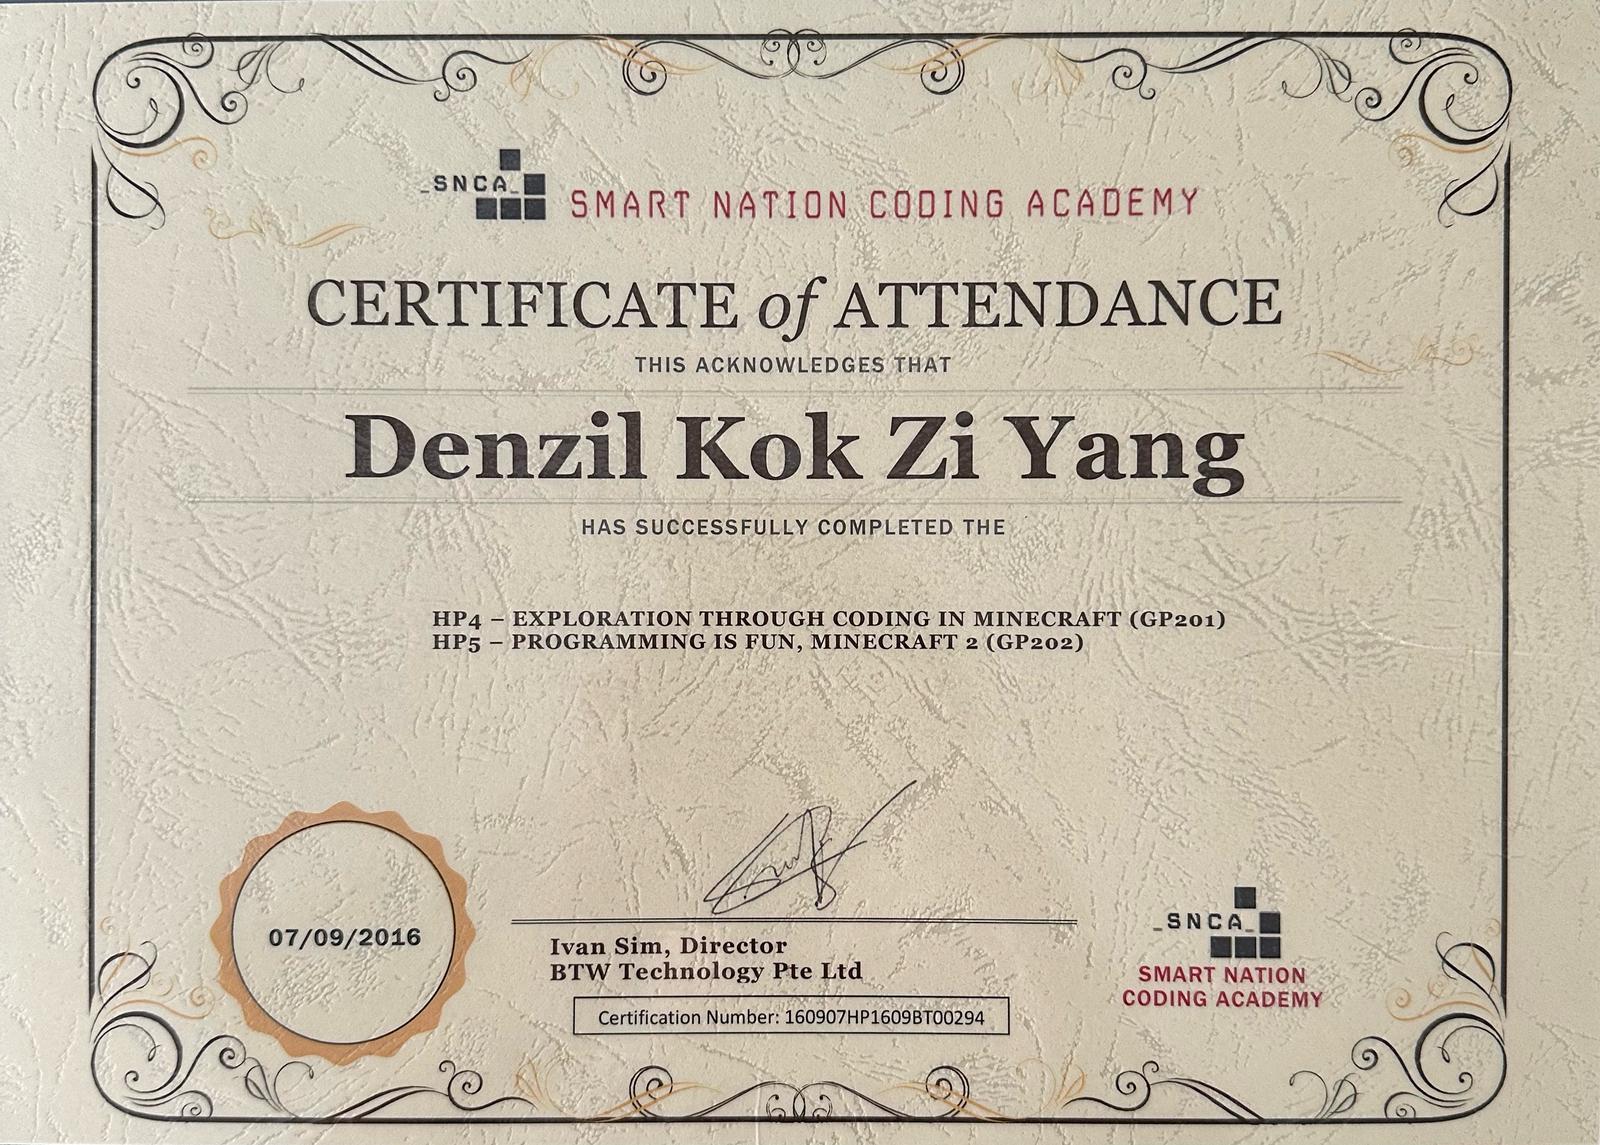 _SNCA_
SMART NATION CODING ACADEMY
CERTIFICATE of ATTENDANCE
THIS ACKNOWLEDGES THAT
Denzil Kok Zi Yang
HAS SUCCESSFULLY COMPLETED THE
HP4 – EXPLORATION THROUGH CODING IN MINECRAFT (GP201)
HP5 – PROGRAMMING IS FUN, MINECRAFT 2 (GP202)
07/09/2016
Ivan Sim, Director
BTW Technology Pte Ltd
Certification Number: 160907HP1609BT00294
_SNCA_
SMART NATION
CODING ACADEMY